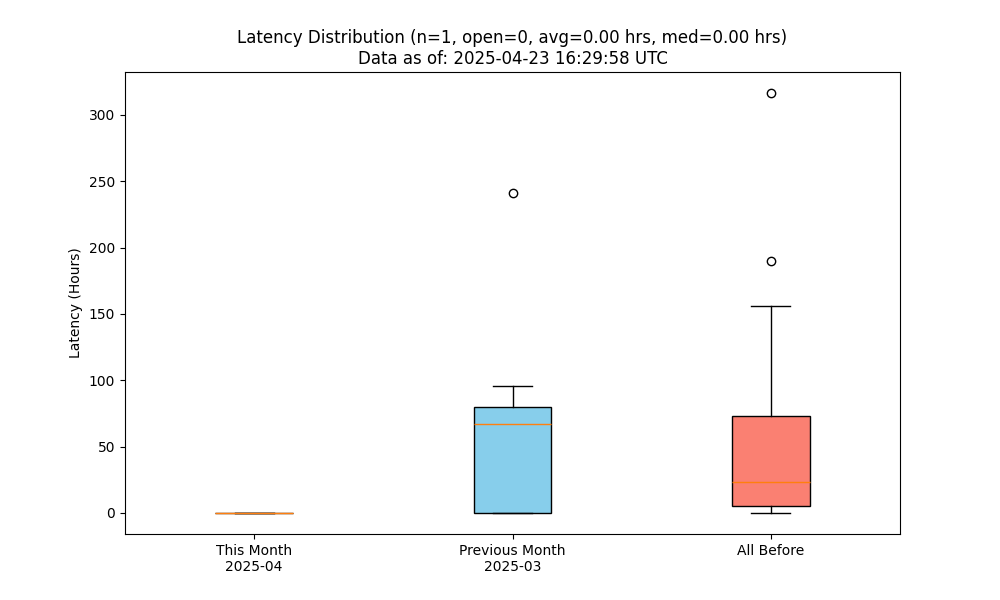 Latency Distribution (n=1, open=0, avg=0.00 hrs, med=0.00 hrs)
Data as of: 2025-04-23 16:29:58 UTC
Latency (Hours)
300
250
200
150
100
50
0
This Month
2025-04
Previous Month
2025-03
All Before